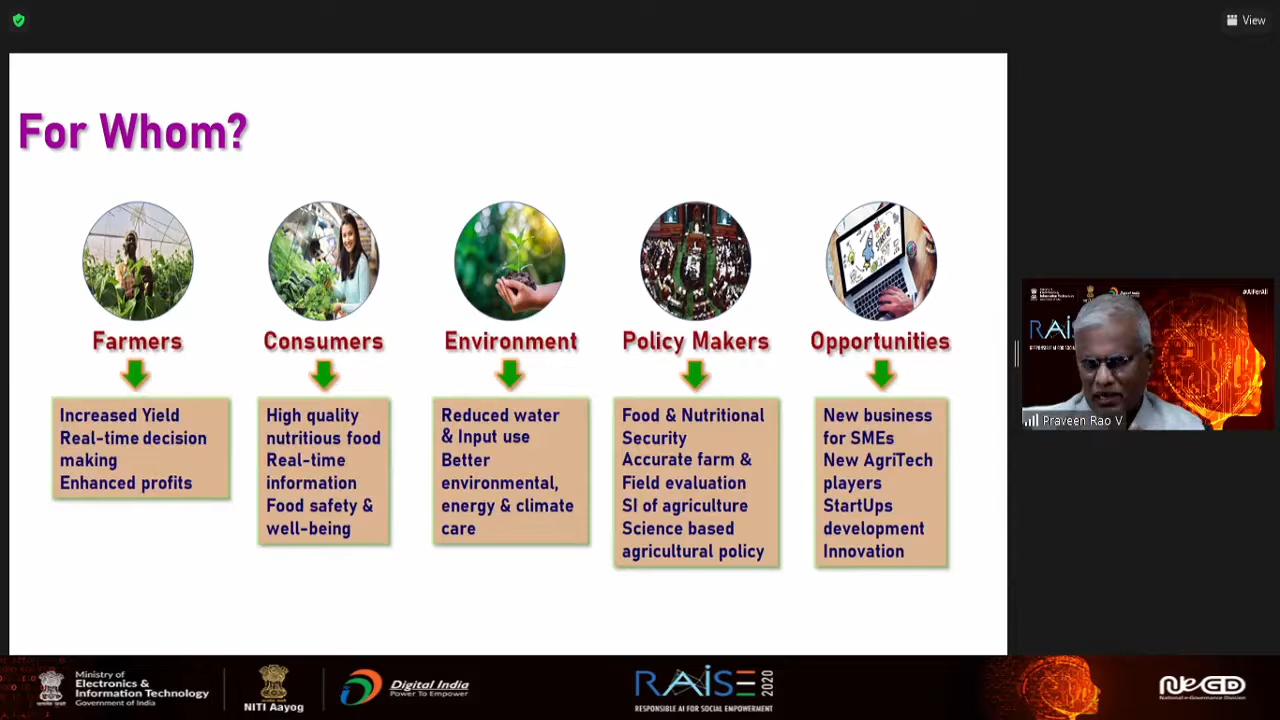 View
For Whom?
Farmers
Consumers
Environment
Policy Makers
Opportunities
Increased Yield
Real-time decision
making
Enhanced profits
High quality
nutritious food
Real-time
information
Food safety &
well-being
Reduced water
& Input use
Better
environmental,
energy & climate
care
Food & Nutritional
Security
Accurate farm &
Field evaluation
SI of agriculture
Science based
agricultural policy
New business
for SMEs
New AgriTech
players
StartUps
development
Innovation
#AIForAll
Praveen Rao V
Ministry of
Electronics &
Information Technology
Government of India
NITI Aayog
Digital India
Power To Empower
RAISE 2020
RESPONSIBLE AI FOR SOCIAL EMPOWERMENT
NeGD
National e-Governance Division